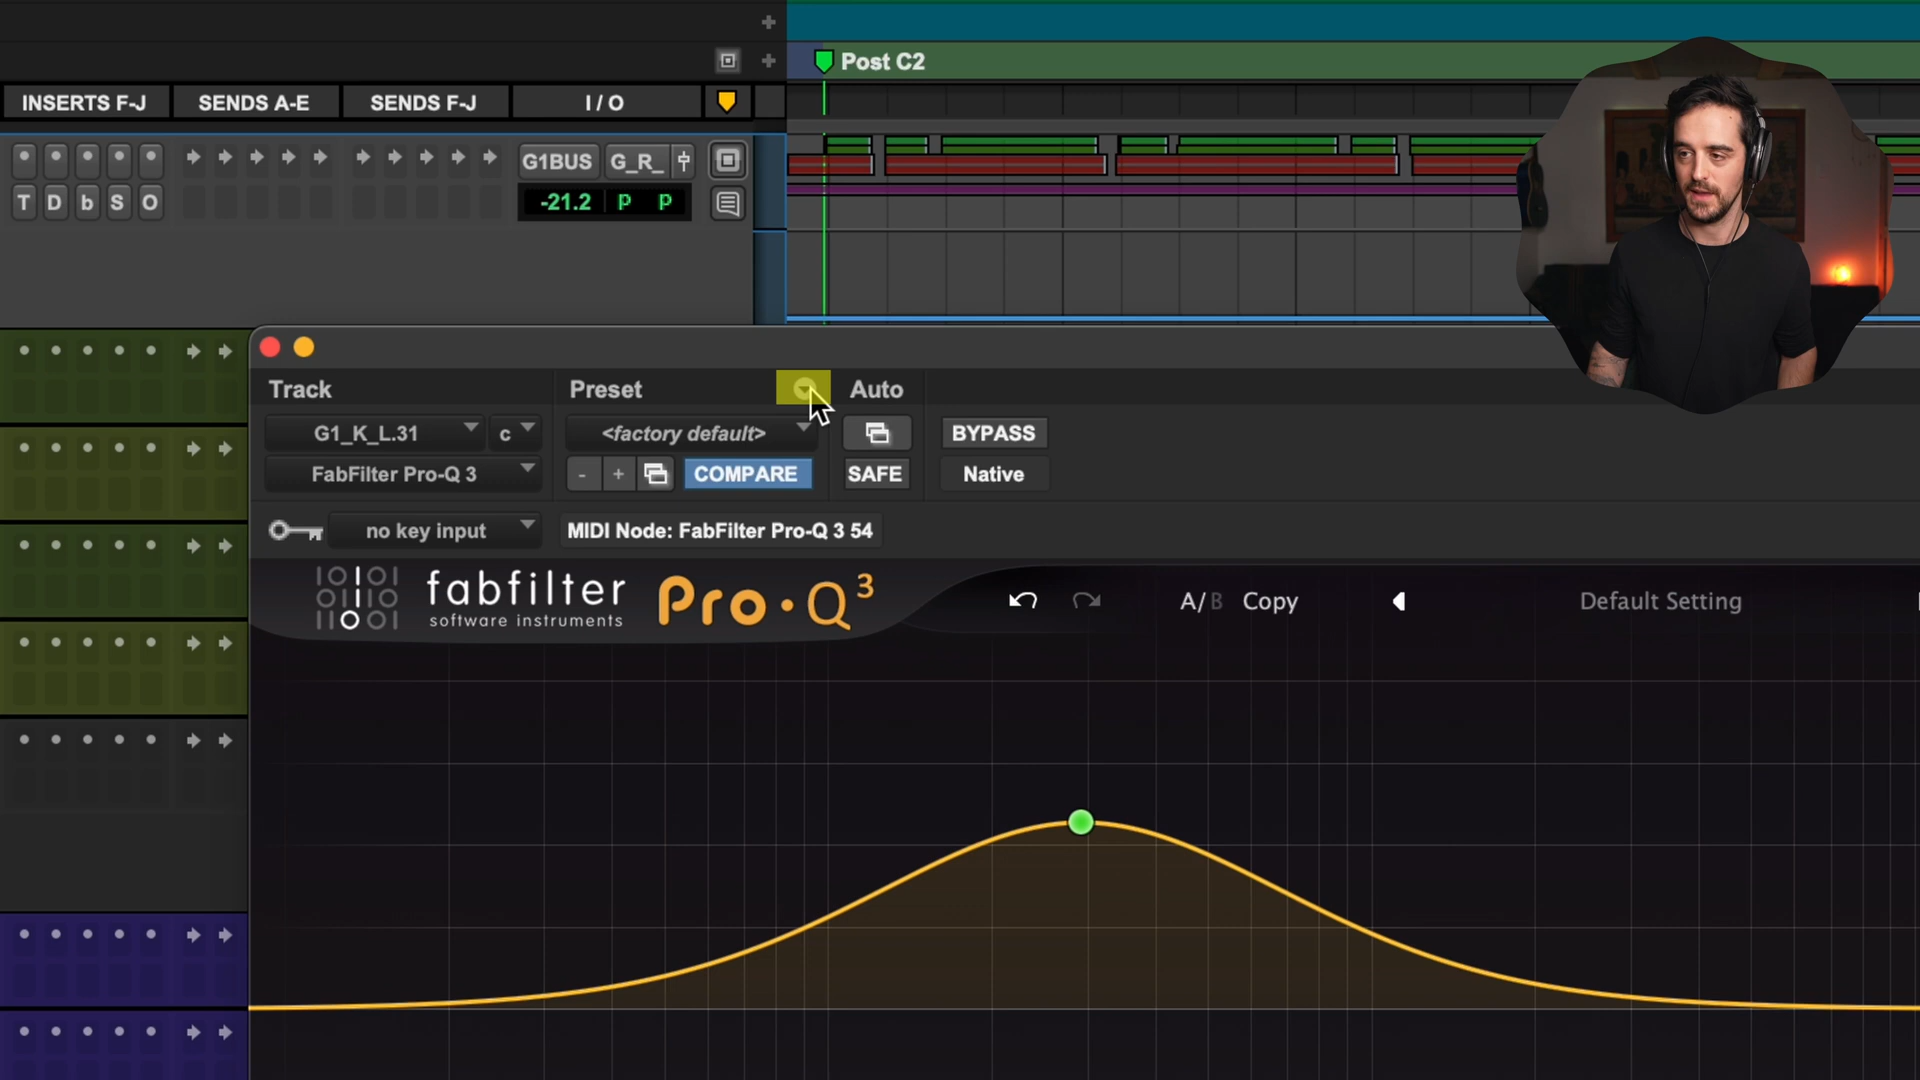 Post C2
INSERTS F-J SENDS A-E SENDS F-J I / O
G1BUS G_R_
T D b S O -21.2 p p
Track Preset Auto
G1_K_L.31 c <factory default> BYPASS
FabFilter Pro-Q 3 - + COMPARE SAFE Native
no key input MIDI Node: FabFilter Pro-Q 3 54
fabfilter Pro·Q3
software instruments
A/B Copy Default Setting